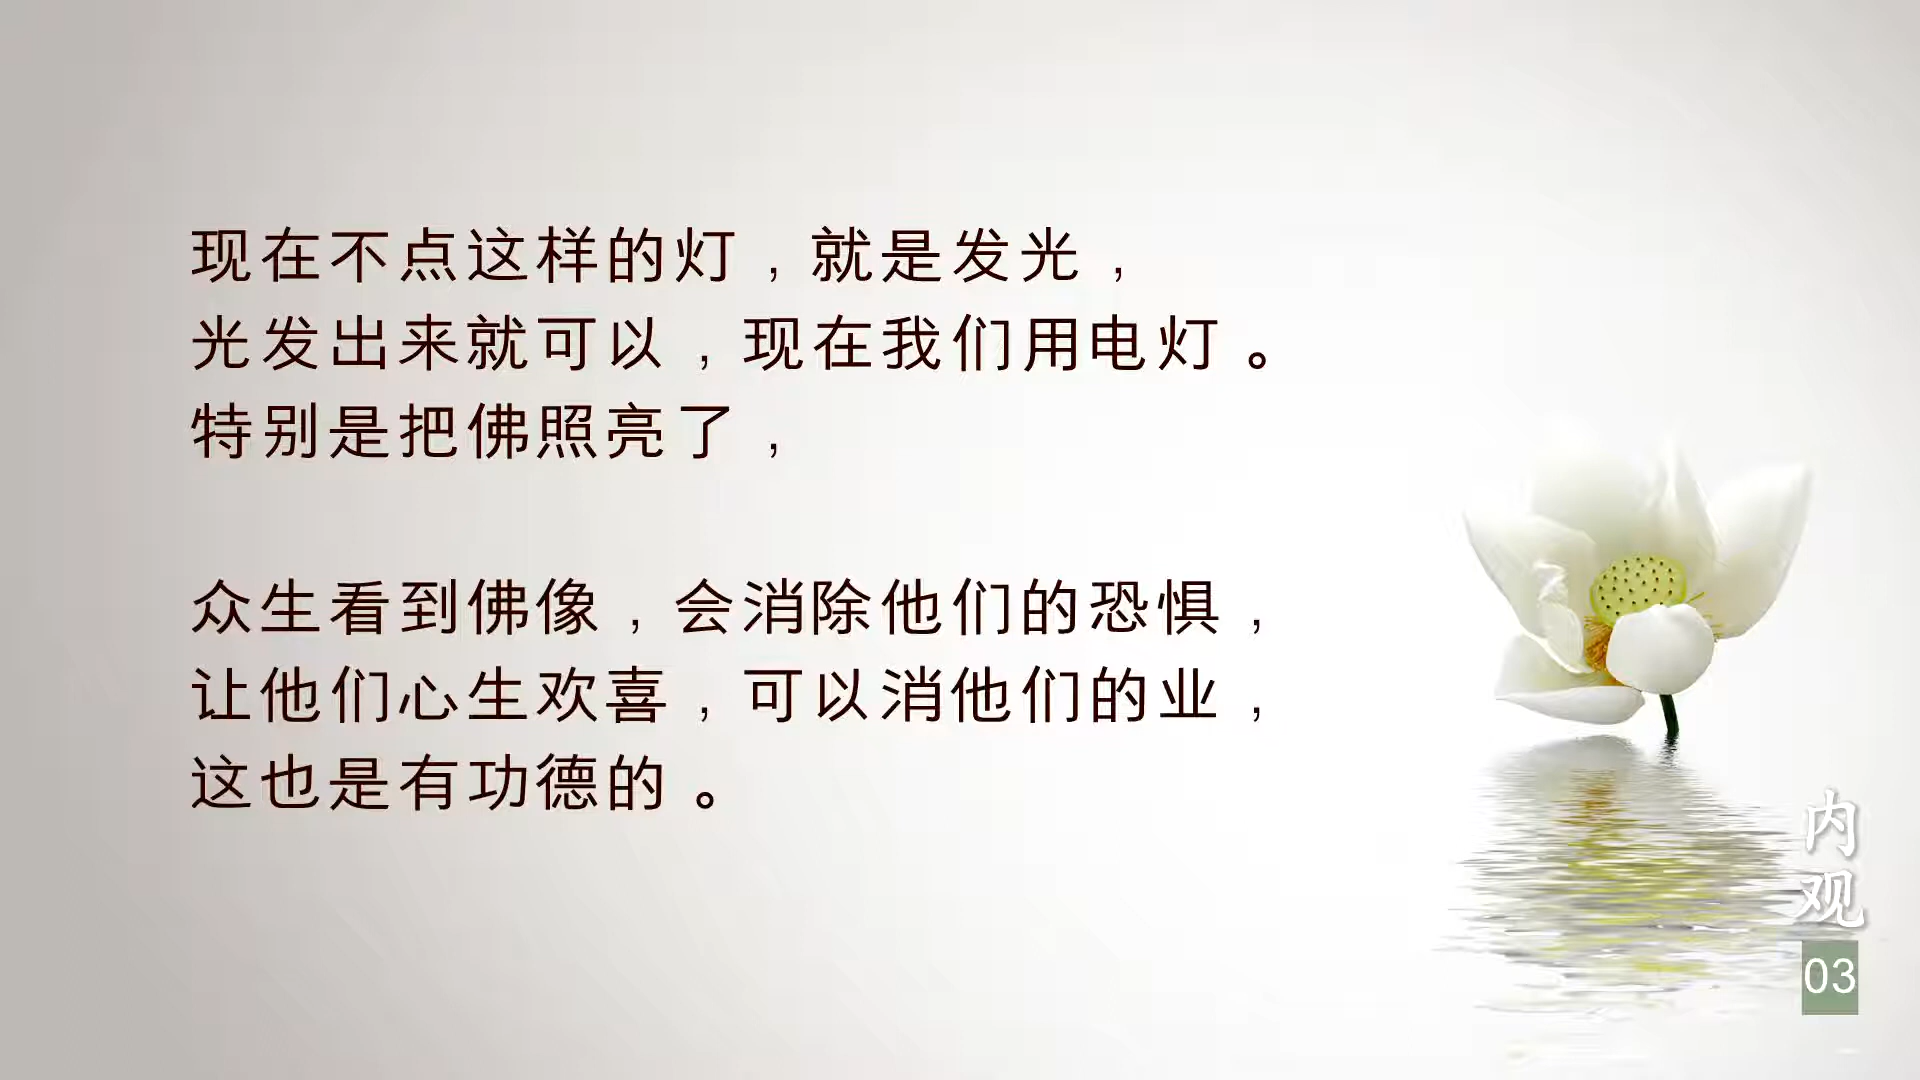 现在不点这样的灯，就是发光，
光发出来就可以，现在我们用电灯。
特别是把佛照亮了，
众生看到佛像，会消除他们的恐惧，
让他们心生欢喜，可以消他们的业，
这也是有功德的。
内观
03